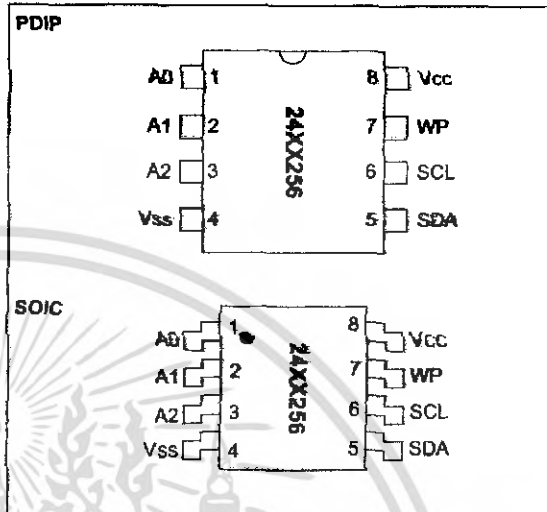 PDIP
A0 1 8 Vcc
A1 2 7 WP
A2 3 6 SCL
Vss 4 5 SDA
24XX256
SOIC
A0 1 8 Vcc
A1 2 7 WP
A2 3 6 SCL
Vss 4 5 SDA
24XX256